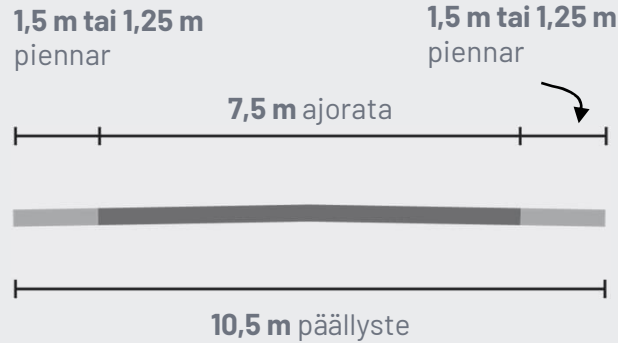 1,5 m tai 1,25 m
piennar
1,5 m tai 1,25 m
piennar
7,5 m ajorata
10,5 m päällyste